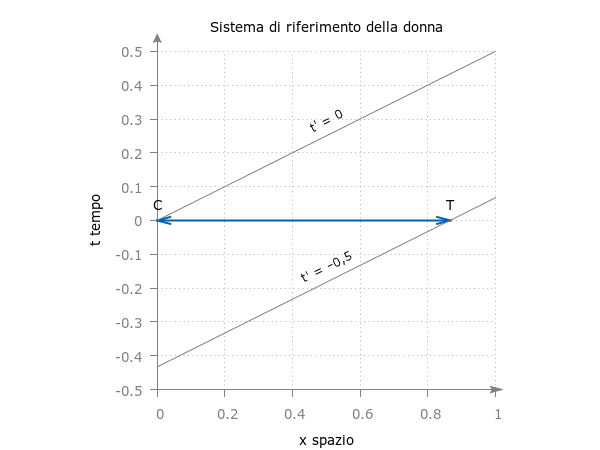 Sistema di riferimento della donna
0.5
0.4
t' = 0
0.3
0.2
0.1
C
T
0
t tempo
-0.1
t' = -0,5
-0.2
-0.3
-0.4
-0.5
0 0.2 0.4 0.6 0.8 1
x spazio